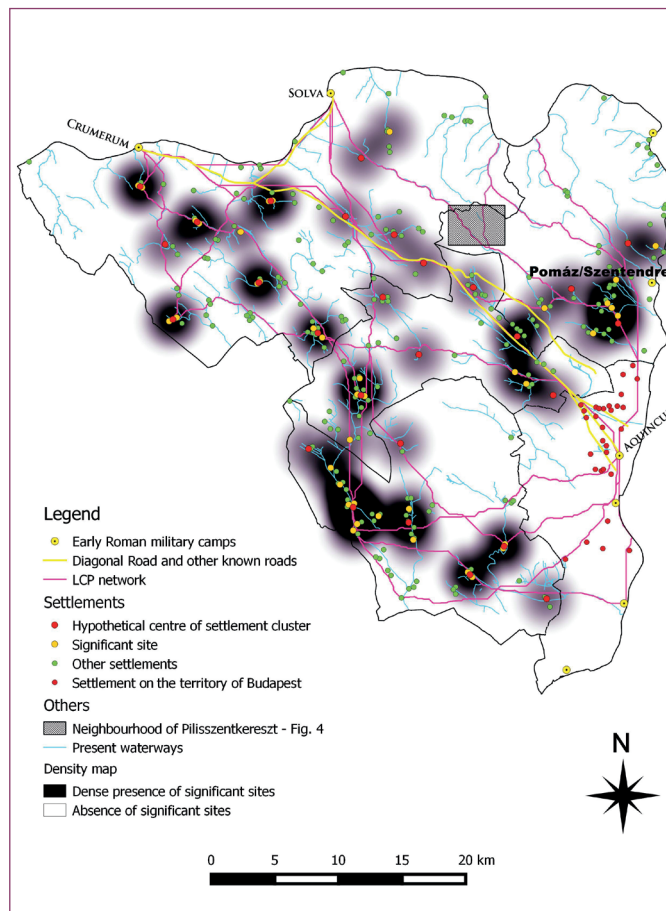 SOLVA
CRUMERUM
Pomáz/Szentendre
AQUINCU
Legend
Early Roman military camps
Diagonal Road and other known roads
LCP network
Settlements
Hypothetical centre of settlement cluster
Significant site
Other settlements
Settlement on the territory of Budapest
Others
Neighbourhood of Pilisszentkereszt - Fig. 4
Present waterways
Density map
Dense presence of significant sites
Absence of significant sites
N
0 5 10 15 20 km